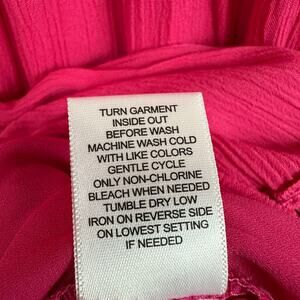 TURN GARMENT
INSIDE OUT
BEFORE WASH
MACHINE WASH COLD
WITH LIKE COLORS
GENTLE CYCLE
ONLY NON-CHLORINE
BLEACH WHEN NEEDED
TUMBLE DRY LOW
IRON ON REVERSE SIDE
ON LOWEST SETTING
IF NEEDED